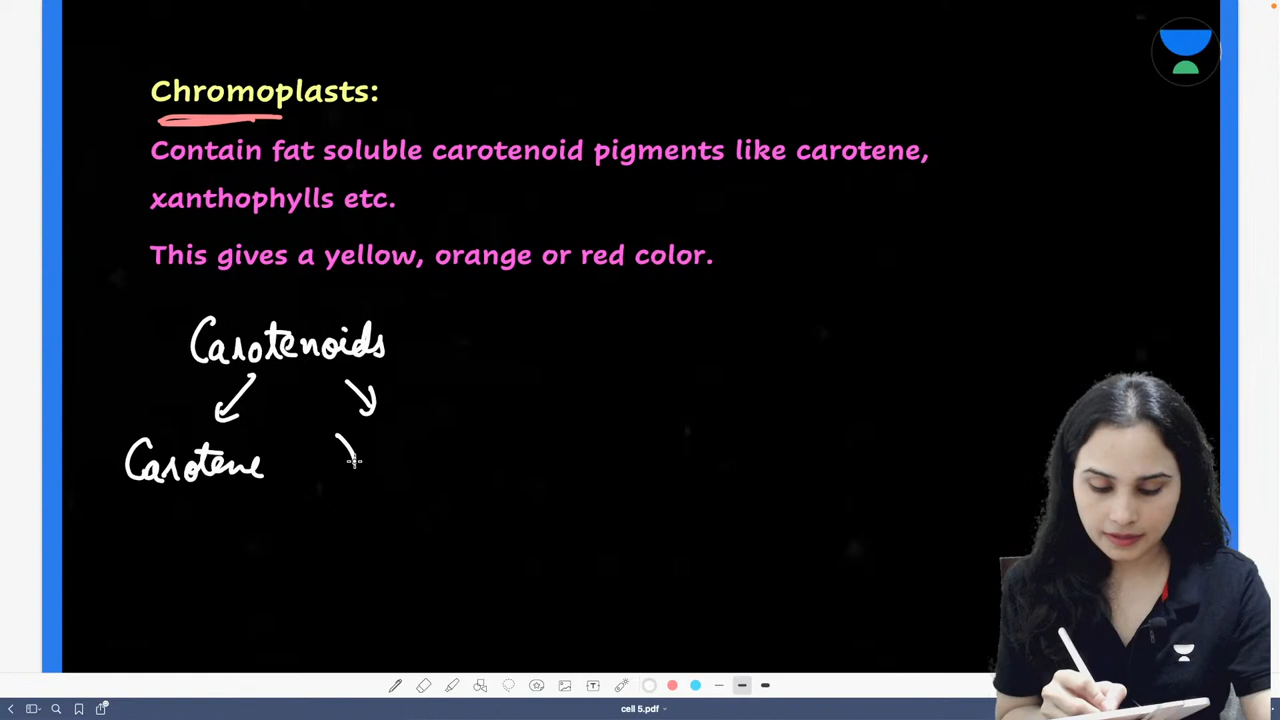 Chromoplasts:
Contain fat soluble carotenoid pigments like carotene,
xanthophylls etc.
This gives a yellow, orange or red color.
Carotenoids
Carotene
cell 5.pdf